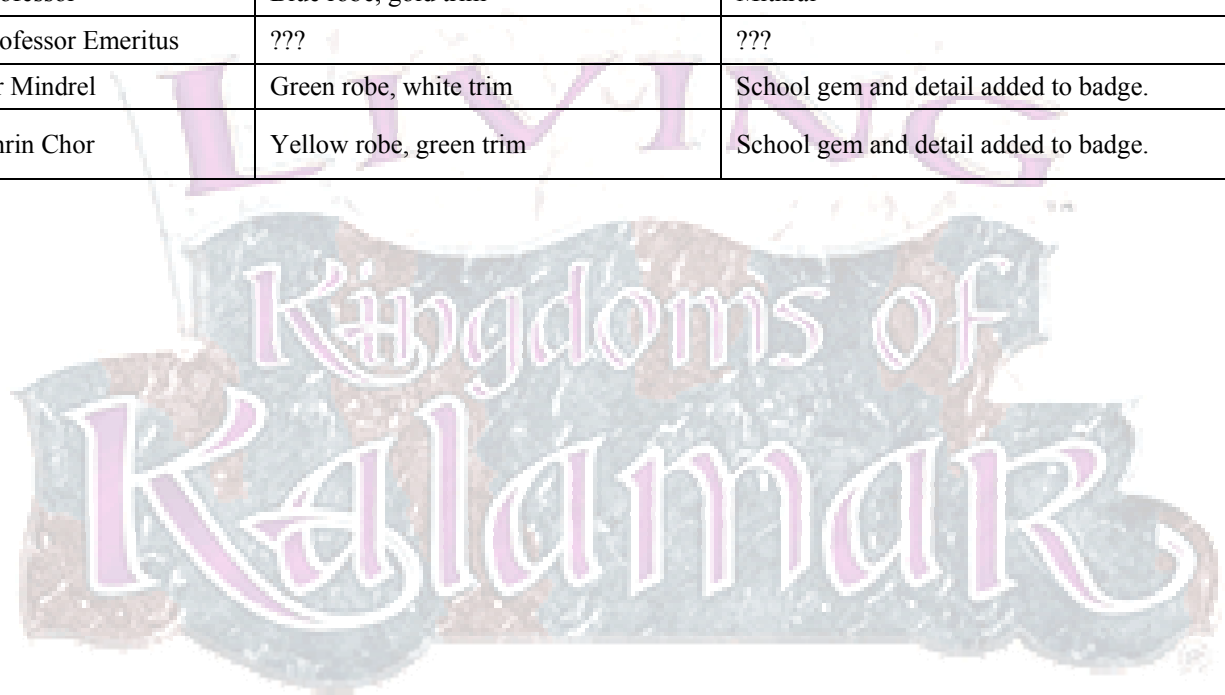 ofessor Blue robe, gold trim Mithral
ofessor Emeritus ??? ???
r Mindrel Green robe, white trim School gem and detail added to badge.
hrin Chor Yellow robe, green trim School gem and detail added to badge.
LIVING
Kingdoms of
Kalamar